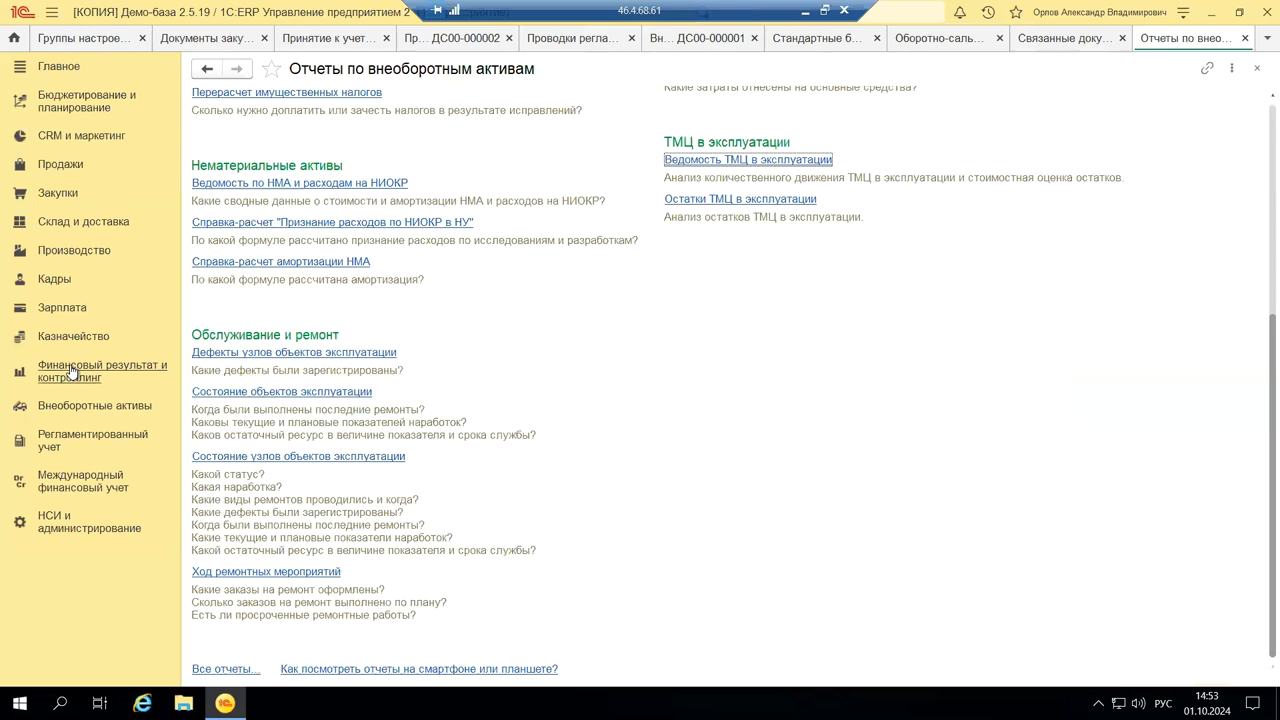 [КОПИЯ] Демо-база 2.5.19 / 1С:ERP Управление предприятием 2
46.4.68.61
Орлов Александр Владимирович
Группы настрое...
Документы заку...
Принятие к учет...
Пр... ДС00-000002
Проводки регла...
Вн... ДС00-000001
Стандартные б...
Оборотно-саль...
Связанные доку...
Отчеты по внео...
Главное
Бюджетирование и
планирование
CRM и маркетинг
Продажи
Закупки
Склад и доставка
Производство
Кадры
Зарплата
Казначейство
Финансовый результат и
контроллинг
Внеоборотные активы
Регламентированный
учет
Международный
финансовый учет
НСИ и
администрирование
Отчеты по внеоборотным активам
Перерасчет имущественных налогов
Сколько нужно доплатить или зачесть налогов в результате исправлений?
Нематериальные активы
Ведомость по НМА и расходам на НИОКР
Какие сводные данные о стоимости и амортизации НМА и расходов на НИОКР?
Справка-расчет "Признание расходов по НИОКР в НУ"
По какой формуле рассчитано признание расходов по исследованиям и разработкам?
Справка-расчет амортизации НМА
По какой формуле рассчитана амортизация?
Обслуживание и ремонт
Дефекты узлов объектов эксплуатации
Какие дефекты были зарегистрированы?
Состояние объектов эксплуатации
Когда были выполнены последние ремонты?
Каковы текущие и плановые показателей наработок?
Каков остаточный ресурс в величине показателя и срока службы?
Состояние узлов объектов эксплуатации
Какой статус?
Какая наработка?
Какие виды ремонтов проводились и когда?
Какие дефекты были зарегистрированы?
Когда были выполнены последние ремонты?
Какие текущие и плановые показатели наработок?
Какой остаточный ресурс в величине показателя и срока службы?
Ход ремонтных мероприятий
Какие заказы на ремонт оформлены?
Сколько заказов на ремонт выполнено по плану?
Есть ли просроченные ремонтные работы?
Все отчеты...
Как посмотреть отчеты на смартфоне или планшете?
Какие затраты отнесены на основные средства?
ТМЦ в эксплуатации
Ведомость ТМЦ в эксплуатации
Анализ количественного движения ТМЦ в эксплуатации и стоимостная оценка остатков.
Остатки ТМЦ в эксплуатации
Анализ остатков ТМЦ в эксплуатации.
РУС
14:53
01.10.2024